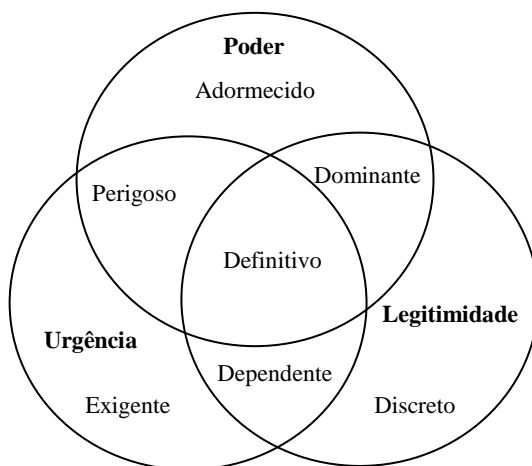 Poder
Adormecido
Dominante
Perigoso
Definitivo
Legitimidade
Urgência
Dependente
Exigente
Discreto